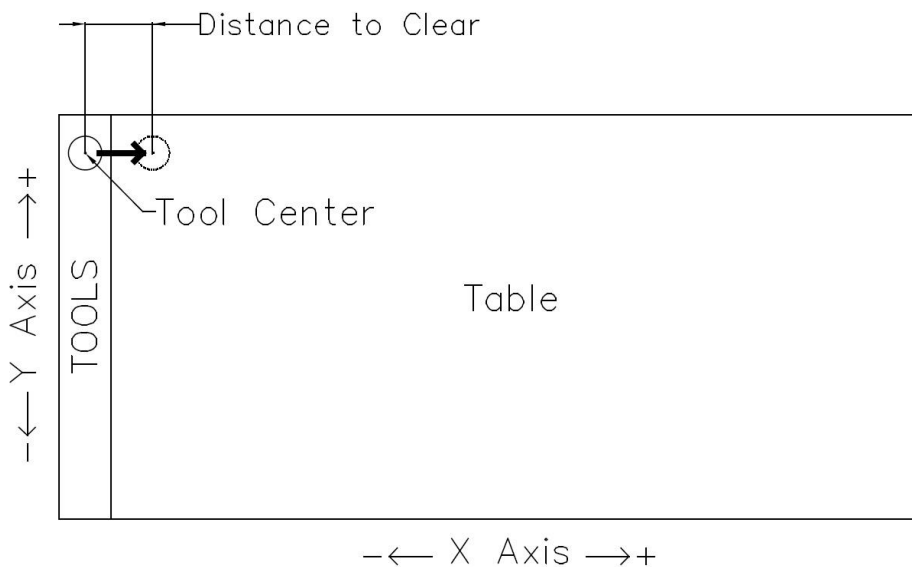 Distance to Clear
Tool Center
TOOLS
Table
- Y Axis +
- X Axis +